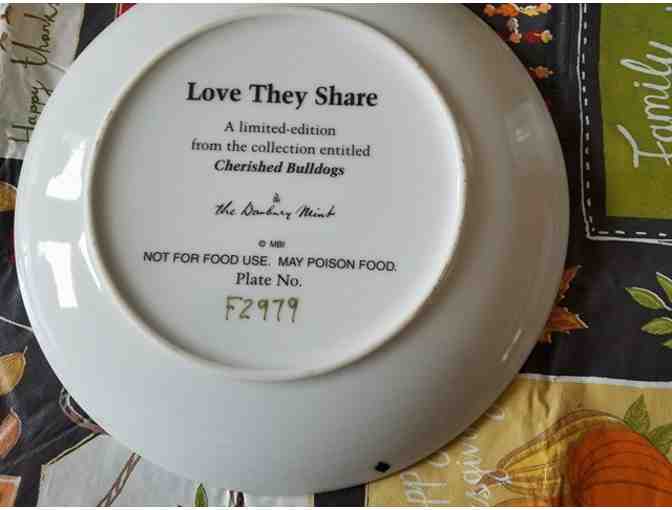 Love They Share
A limited-edition
from the collection entitled
Cherished Bulldogs
the Danbury Mint
© MBI
NOT FOR FOOD USE. MAY POISON FOOD.
Plate No.
F2979
Happy thank
Family